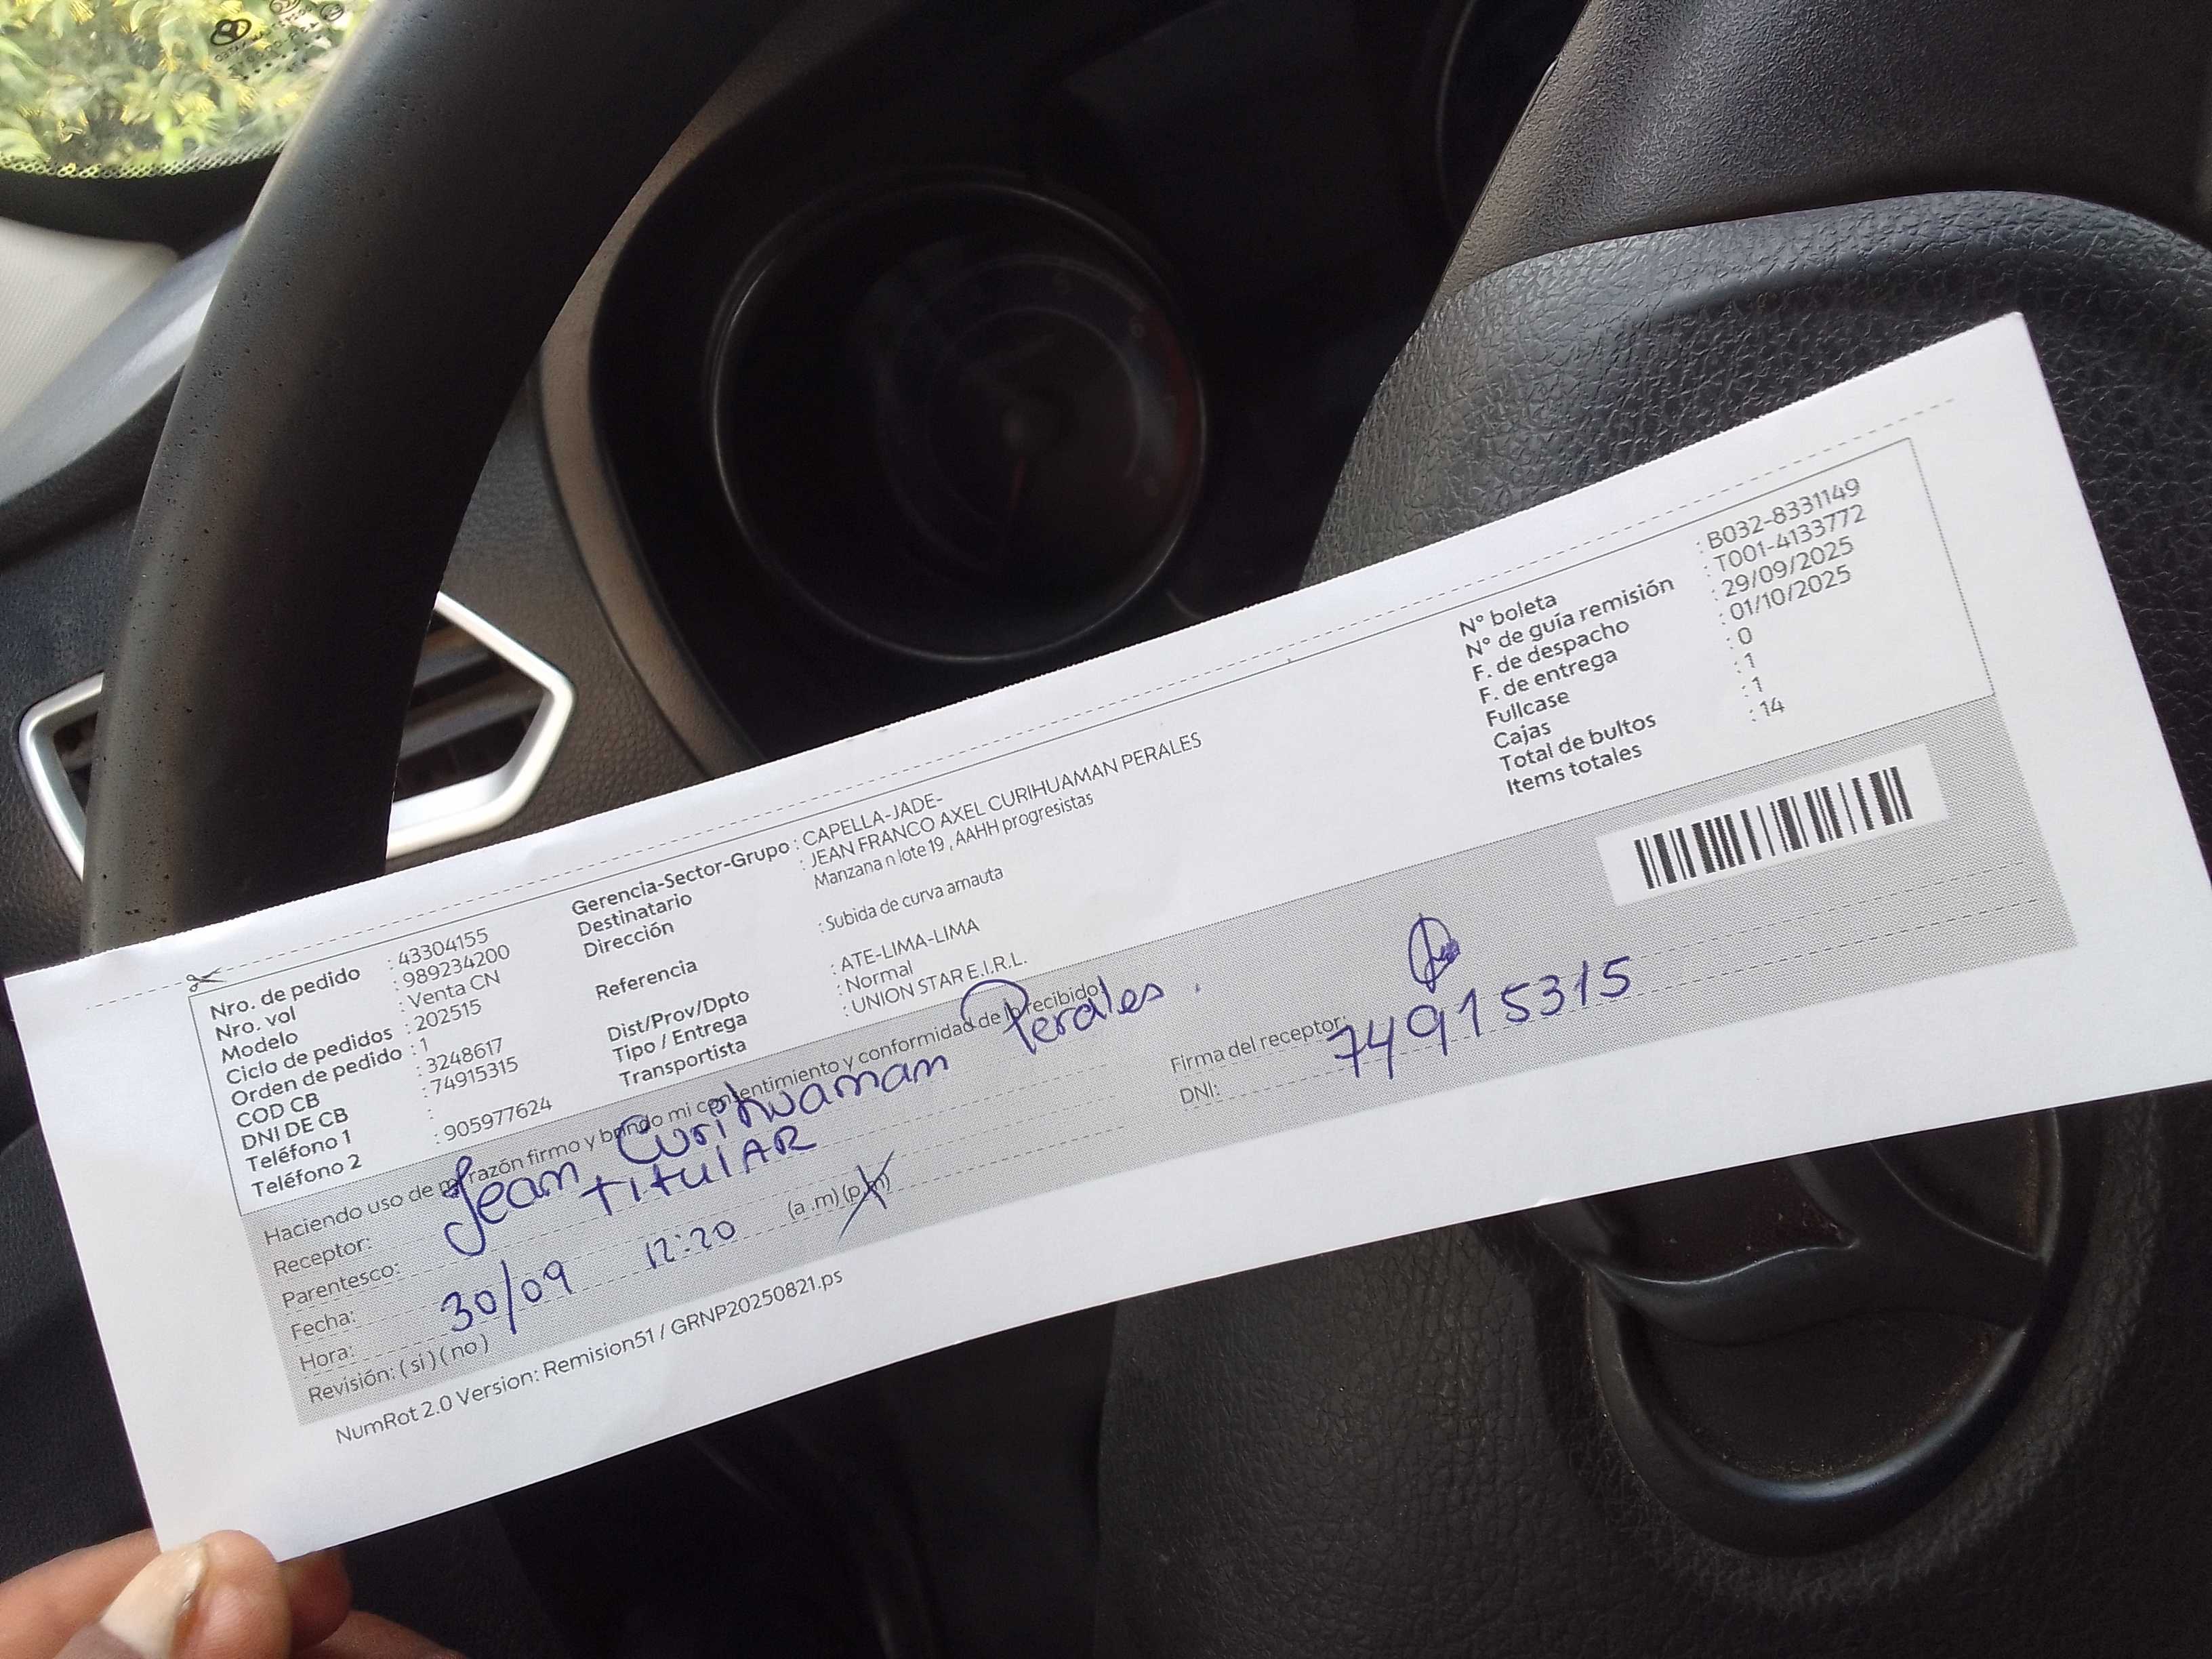 Nro. de pedido : 43304155
Nro. vol : 989234200
Modelo : Venta CN
Ciclo de pedidos : 202515
Orden de pedido : 1
COD CB : 3248617
DNI DE CB : 74915315
Teléfono 1 :
Teléfono 2 : 905977624
Gerencia-Sector-Grupo : CAPELLA-JADE-
Destinatario : JEAN FRANCO AXEL CURIHUAMAN PERALES
Dirección Manzana n lote 19 , AAHH progresistas
Referencia : Subida de curva amauta
Dist/Prov/Dpto : ATE-LIMA-LIMA
Tipo / Entrega : Normal
Transportista : UNION STAR E.I.R.L.
N° boleta : B032-8331149
N° de guía remisión : T001-4133772
F. de despacho : 29/09/2025
F. de entrega : 01/10/2025
Fullcase : 0
Cajas : 1
Total de bultos : 1
Items totales : 14
Haciendo uso de mi razón firmo y brindo mi consentimiento y conformidad de lo recibido
Receptor: Jean Curihuaman Perales.
Parentesco: TITULAR
Fecha: 30/09
Hora: 12:20 (a .m) (p.m)
Revisión: ( si ) ( no )
Firma del receptor:
DNI: 74915315
NumRot 2.0 Version: Remision51 / GRNP20250821.ps